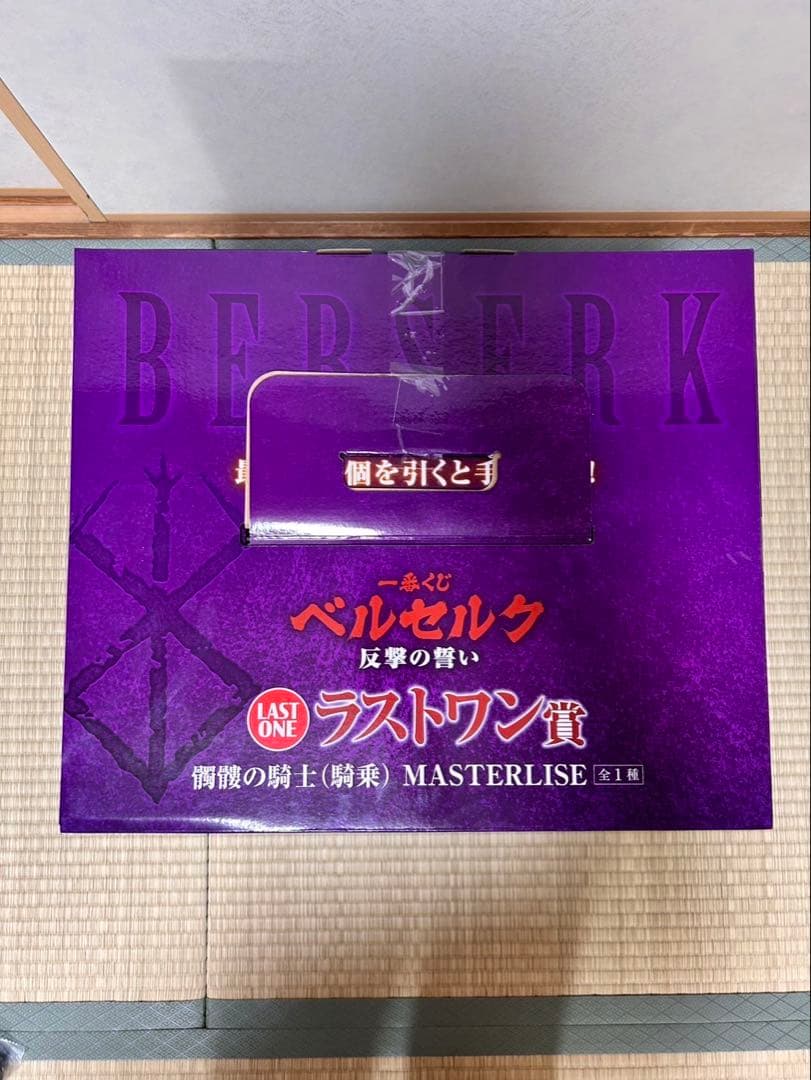 BERSERK
個を引くと手
!
一番くじ
ベルセルク
反撃の誓い
LAST
ONE
ラストワン賞
髑髏の騎士(騎乗) MASTERLISE 全1種